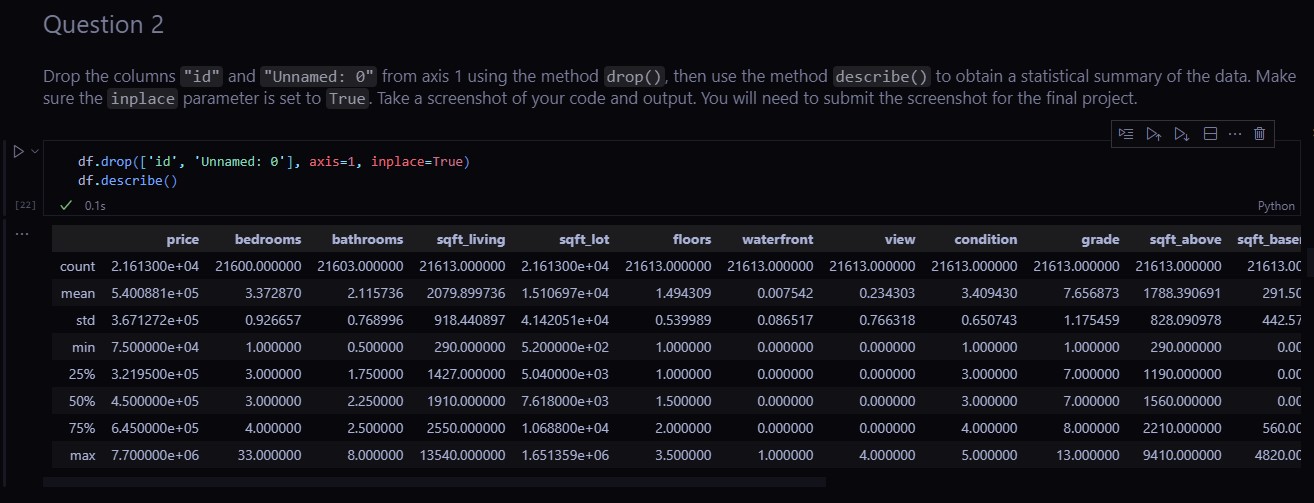 Question 2
Drop the columns "id" and "Unnamed: 0" from axis 1 using the method drop(), then use the method describe() to obtain a statistical summary of the data. Make
sure the inplace parameter is set to True. Take a screenshot of your code and output. You will need to submit the screenshot for the final project.
df.drop(['id', 'Unnamed: 0'], axis=1, inplace=True)
df.describe()
[22] 0.1s Python
price bedrooms bathrooms sqft_living sqft_lot floors waterfront view condition grade sqft_above sqft_baser
count 2.161300e+04 21600.000000 21603.000000 21613.000000 2.161300e+04 21613.000000 21613.000000 21613.000000 21613.000000 21613.000000 21613.000000 21613.00
mean 5.400881e+05 3.372870 2.115736 2079.899736 1.510697e+04 1.494309 0.007542 0.234303 3.409430 7.656873 1788.390691 291.50
std 3.671272e+05 0.926657 0.768996 918.440897 4.142051e+04 0.539989 0.086517 0.766318 0.650743 1.175459 828.090978 442.57
min 7.500000e+04 1.000000 0.500000 290.000000 5.200000e+02 1.000000 0.000000 0.000000 1.000000 1.000000 290.000000 0.00
25% 3.219500e+05 3.000000 1.750000 1427.000000 5.040000e+03 1.000000 0.000000 0.000000 3.000000 7.000000 1190.000000 0.00
50% 4.500000e+05 3.000000 2.250000 1910.000000 7.618000e+03 1.500000 0.000000 0.000000 3.000000 7.000000 1560.000000 0.00
75% 6.450000e+05 4.000000 2.500000 2550.000000 1.068800e+04 2.000000 0.000000 0.000000 4.000000 8.000000 2210.000000 560.00
max 7.700000e+06 33.000000 8.000000 13540.000000 1.651359e+06 3.500000 1.000000 4.000000 5.000000 13.000000 9410.000000 4820.00